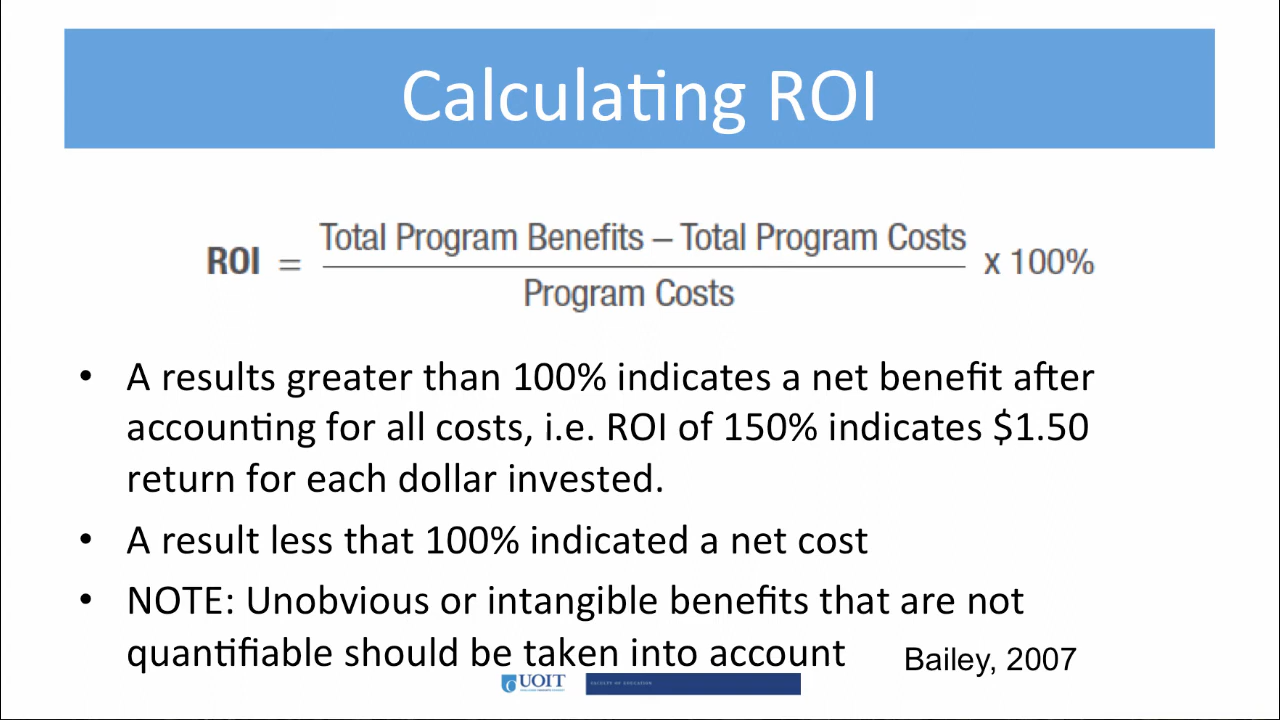 Calculating ROI
Total Program Benefits – Total Program Costs
ROI = x 100%
Program Costs
• A results greater than 100% indicates a net benefit after
accounting for all costs, i.e. ROI of 150% indicates $1.50
return for each dollar invested.
• A result less that 100% indicated a net cost
• NOTE: Unobvious or intangible benefits that are not
quantifiable should be taken into account
Bailey, 2007
UOIT
FACULTY OF EDUCATION